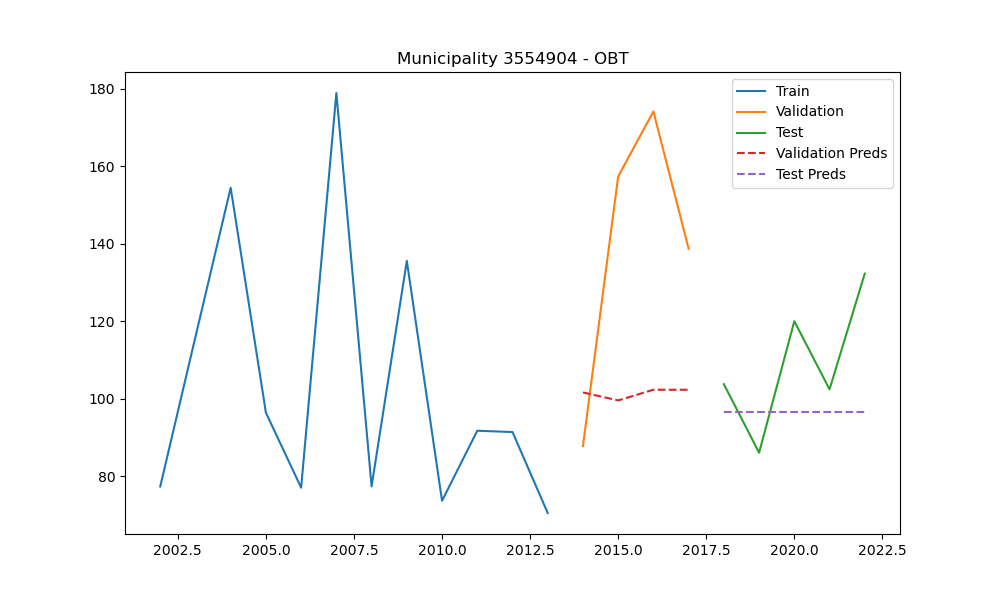 Municipality 3554904 - OBT
180
160
140
120
100
80
2002.5 2005.0 2007.5 2010.0 2012.5 2015.0 2017.5 2020.0 2022.5
Train
Validation
Test
Validation Preds
Test Preds